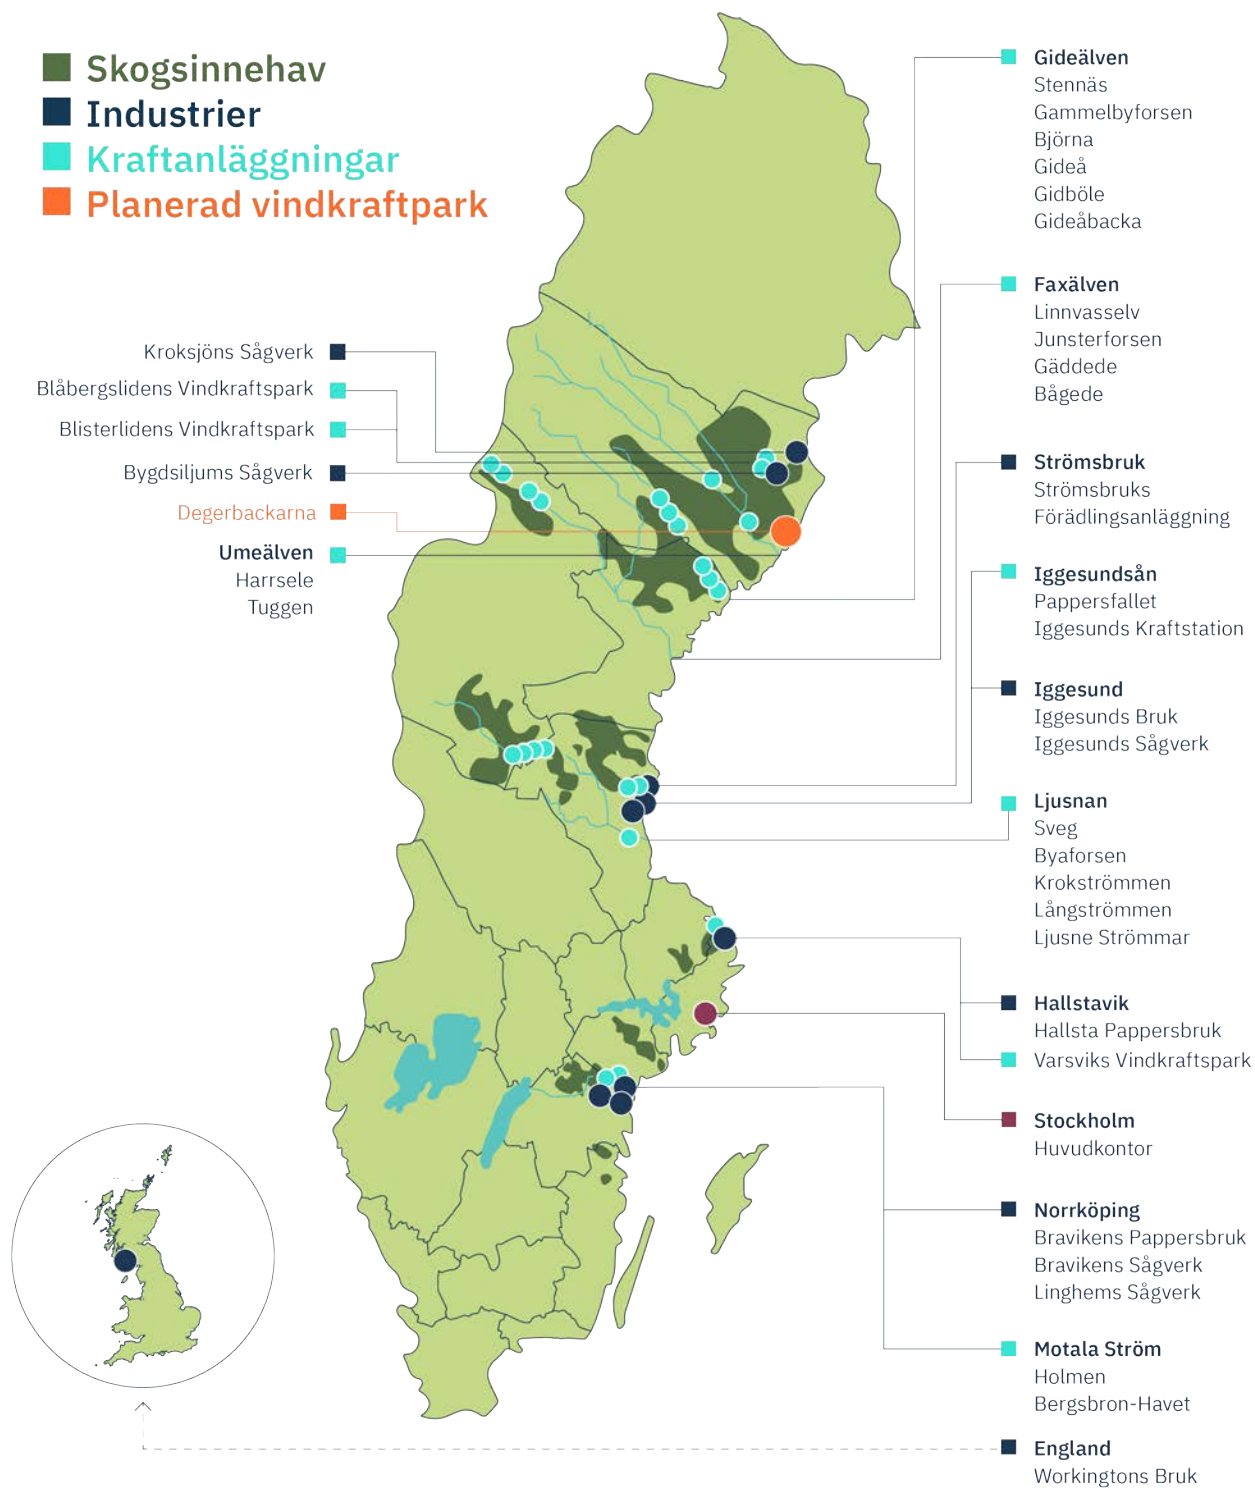 Skogsinnehav
Industrier
Kraftanläggningar
Planerad vindkraftpark
Kroksjöns Sågverk
Blåbergslidens Vindkraftspark
Blisterlidens Vindkraftspark
Bygdsiljums Sågverk
Degerbackarna
Umeälven
Harrsele
Tuggen
Gideälven
Stennäs
Gammelbyforsen
Björna
Gideå
Gidböle
Gideåbacka
Faxälven
Linnvasselv
Junsterforsen
Gäddede
Bågede
Strömsbruk
Strömsbruks
Förädlingsanläggning
Iggesundsån
Pappersfallet
Iggesunds Kraftstation
Iggesund
Iggesunds Bruk
Iggesunds Sågverk
Ljusnan
Sveg
Byaforsen
Krokströmmen
Långströmmen
Ljusne Strömmar
Hallstavik
Hallsta Pappersbruk
Varsviks Vindkraftspark
Stockholm
Huvudkontor
Norrköping
Bravikens Pappersbruk
Bravikens Sågverk
Linghems Sågverk
Motala Ström
Holmen
Bergsbron-Havet
England
Workingtons Bruk